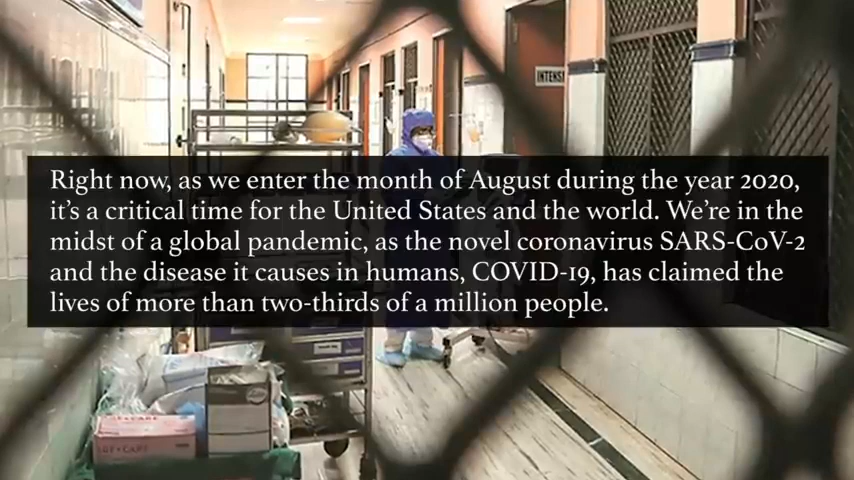 INTENSI
Right now, as we enter the month of August during the year 2020,
it's a critical time for the United States and the world. We're in the
midst of a global pandemic, as the novel coronavirus SARS-CoV-2
and the disease it causes in humans, COVID-19, has claimed the
lives of more than two-thirds of a million people.